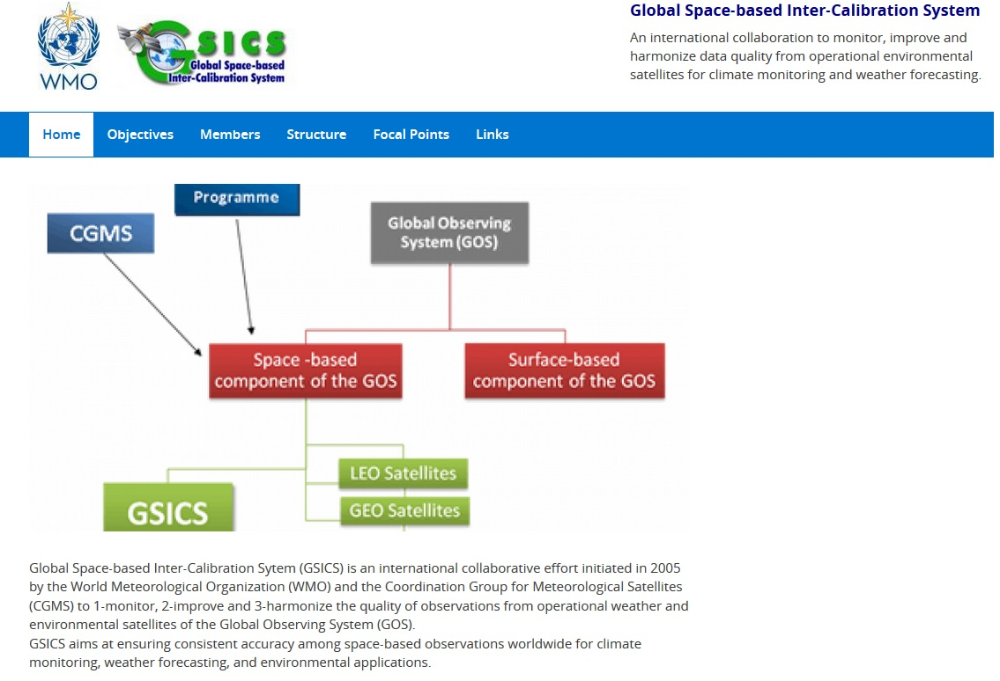 WMO
GSICS
Global Space-based
Inter-Calibration System
Global Space-based Inter-Calibration System
An international collaboration to monitor, improve and
harmonize data quality from operational environmental
satellites for climate monitoring and weather forecasting.
Home Objectives Members Structure Focal Points Links
Programme
CGMS
Global Observing
System (GOS)
Space -based
component of the GOS
Surface-based
component of the GOS
LEO Satellites
GSICS
GEO Satellites
Global Space-based Inter-Calibration Sytem (GSICS) is an international collaborative effort initiated in 2005
by the World Meteorological Organization (WMO) and the Coordination Group for Meteorological Satellites
(CGMS) to 1-monitor, 2-improve and 3-harmonize the quality of observations from operational weather and
environmental satellites of the Global Observing System (GOS).
GSICS aims at ensuring consistent accuracy among space-based observations worldwide for climate
monitoring, weather forecasting, and environmental applications.